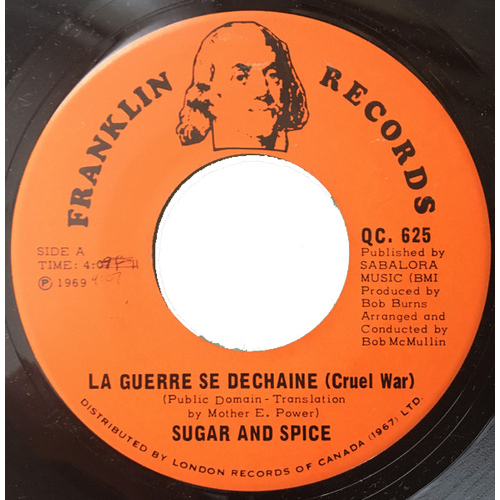 FRANKLIN RECORDS
SIDE A
TIME: 4:07
℗ 1969 4:07
QC. 625
Published by
SABALORA
MUSIC (BMI
Produced by
Bob Burns
Arranged and
Conducted by
Bob McMullin
LA GUERRE SE DECHAINE (Cruel War)
(Public Domain - Translation
by Mother E. Power)
SUGAR AND SPICE
DISTRIBUTED BY LONDON RECORDS OF CANADA (1967) LTD.